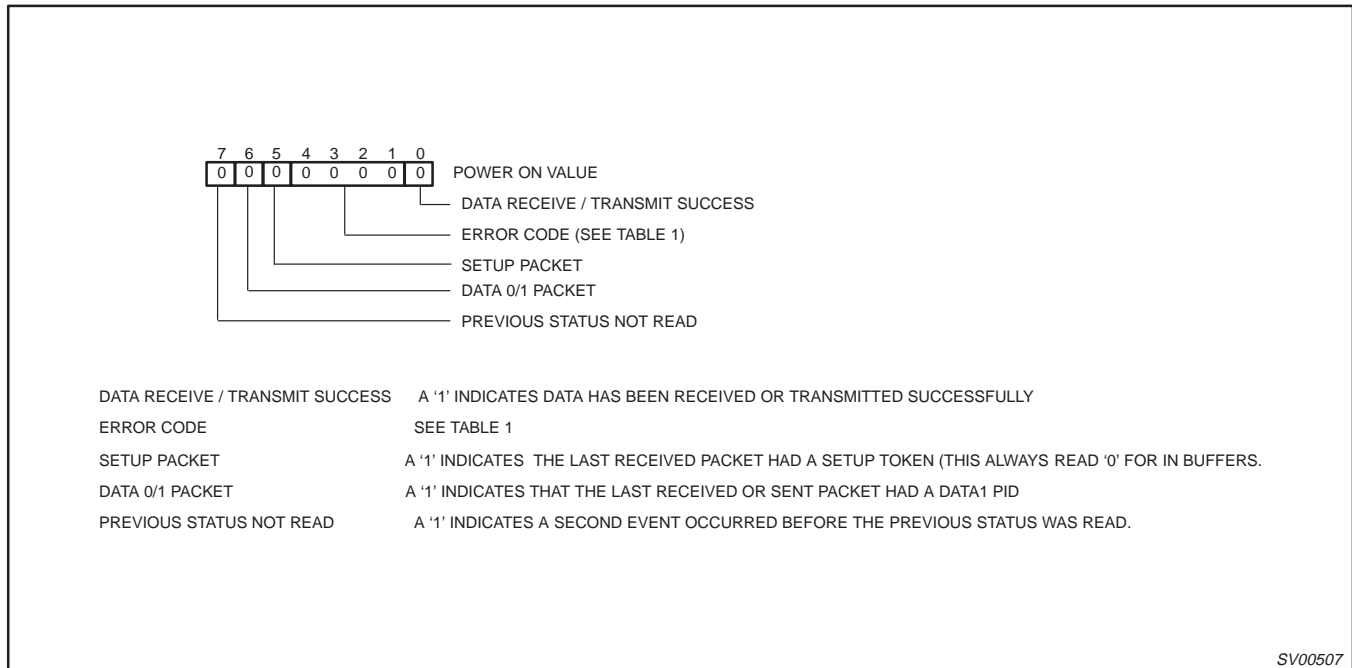 7 6 5 4 3 2 1 0
0 0 0 0 0 0 0 0 POWER ON VALUE
DATA RECEIVE / TRANSMIT SUCCESS
ERROR CODE (SEE TABLE 1)
SETUP PACKET
DATA 0/1 PACKET
PREVIOUS STATUS NOT READ
DATA RECEIVE / TRANSMIT SUCCESS A ‘1’ INDICATES DATA HAS BEEN RECEIVED OR TRANSMITTED SUCCESSFULLY
ERROR CODE SEE TABLE 1
SETUP PACKET A ‘1’ INDICATES THE LAST RECEIVED PACKET HAD A SETUP TOKEN (THIS ALWAYS READ ‘0’ FOR IN BUFFERS.
DATA 0/1 PACKET A ‘1’ INDICATES THAT THE LAST RECEIVED OR SENT PACKET HAD A DATA1 PID
PREVIOUS STATUS NOT READ A ‘1’ INDICATES A SECOND EVENT OCCURRED BEFORE THE PREVIOUS STATUS WAS READ.
SV00507